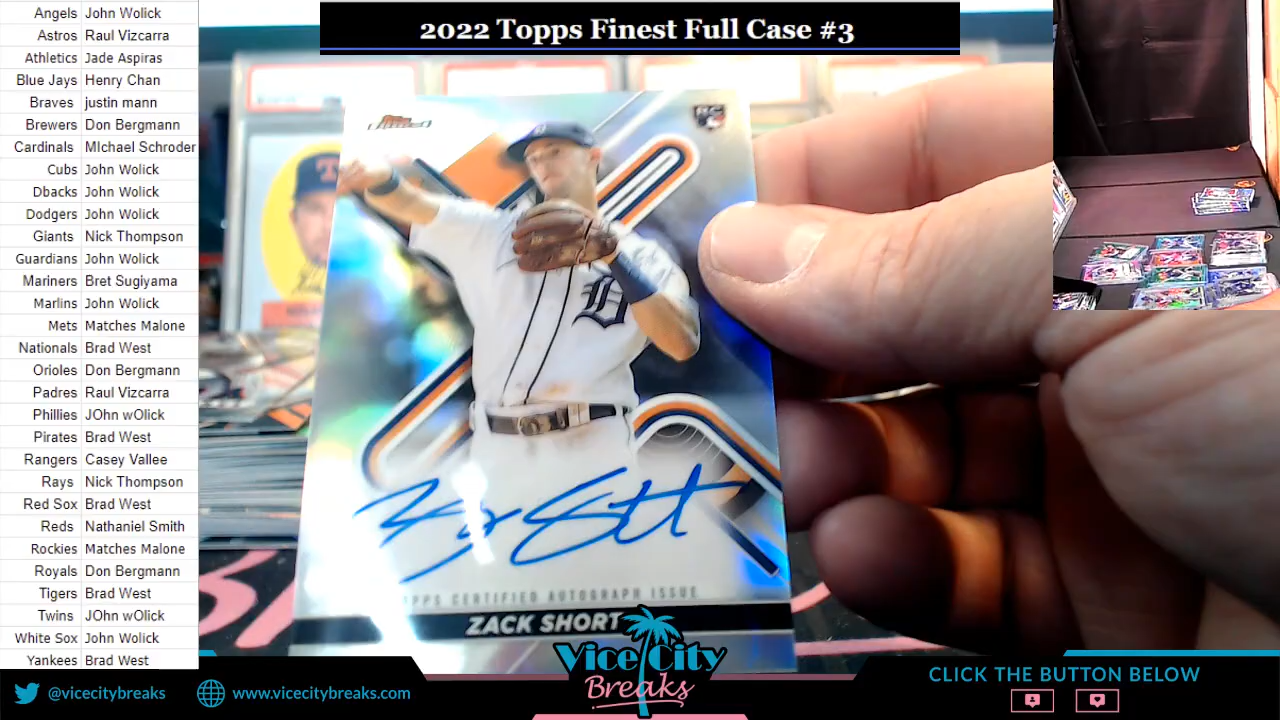 2022 Topps Finest Full Case #3
Angels John Wolick
Astros Raul Vizcarra
Athletics Jade Aspiras
Blue Jays Henry Chan
Braves justin mann
Brewers Don Bergmann
Cardinals MIchael Schroder
Cubs John Wolick
Dbacks John Wolick
Dodgers John Wolick
Giants Nick Thompson
Guardians John Wolick
Mariners Bret Sugiyama
Marlins John Wolick
Mets Matches Malone
Nationals Brad West
Orioles Don Bergmann
Padres Raul Vizcarra
Phillies JOhn wOlick
Pirates Brad West
Rangers Casey Vallee
Rays Nick Thompson
Red Sox Brad West
Reds Nathaniel Smith
Rockies Matches Malone
Royals Don Bergmann
Tigers Brad West
Twins JOhn wOlick
White Sox John Wolick
Yankees Brad West
Finest
RC
D
T
TOPPS CERTIFIED AUTOGRAPH ISSUE
ZACK SHORT
Vice City
Breaks
@vicecitybreaks
www.vicecitybreaks.com
CLICK THE BUTTON BELOW